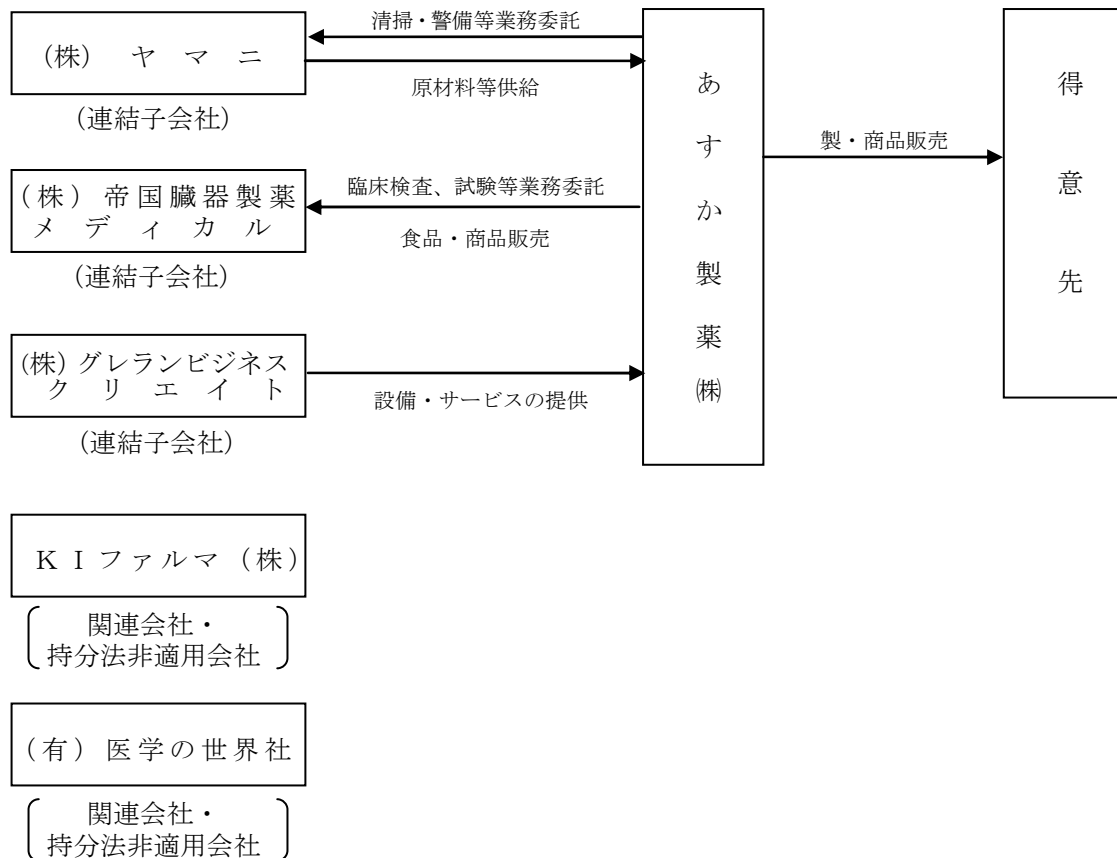 清掃・警備等業務委託
(株) ヤマニ
原材料等供給
(連結子会社)
臨床検査、試験等業務委託
(株) 帝国臓器製薬
メディカル
食品・商品販売
(連結子会社)
(株) グレランビジネス
クリエイト
設備・サービスの提供
(連結子会社)
あすか製薬㈱
製・商品販売
得意先
KIファルマ (株)
関連会社・
持分法非適用会社
(有) 医学の世界社
関連会社・
持分法非適用会社